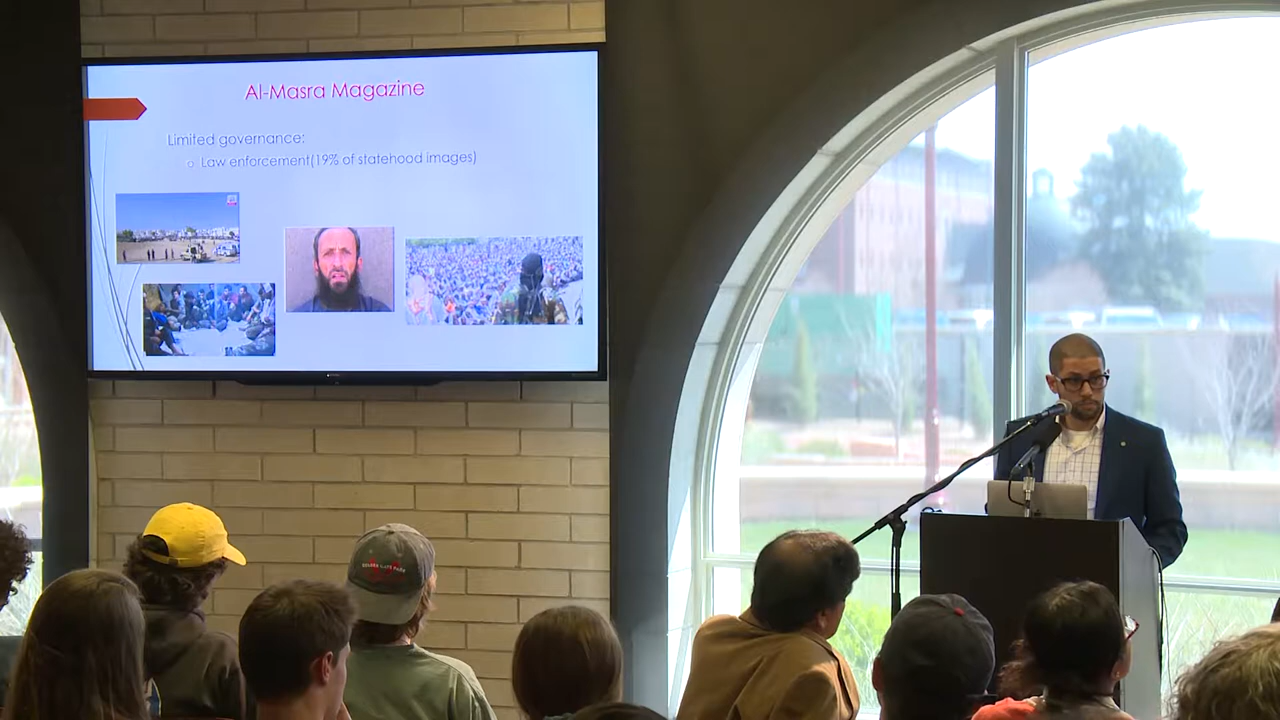 Al-Masra Magazine
Limited governance:
Law enforcement(19% of statehood images)